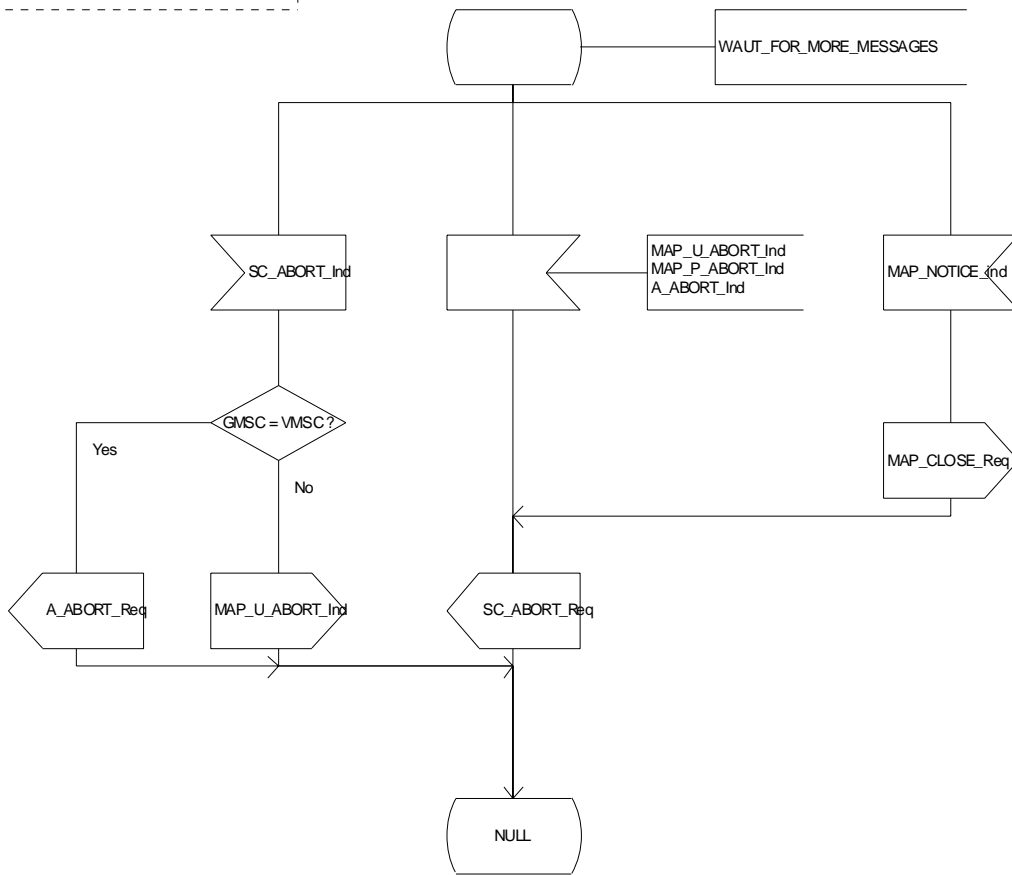 WAUT_FOR_MORE_MESSAGES
SC_ABORT_Ind
MAP_U_ABORT_Ind
MAP_P_ABORT_Ind
A_ABORT_Ind
MAP_NOTICE_Ind
GMSC = VMSC ?
Yes
No
MAP_CLOSE_Req
A_ABORT_Req
MAP_U_ABORT_Ind
SC_ABORT_Req
NULL